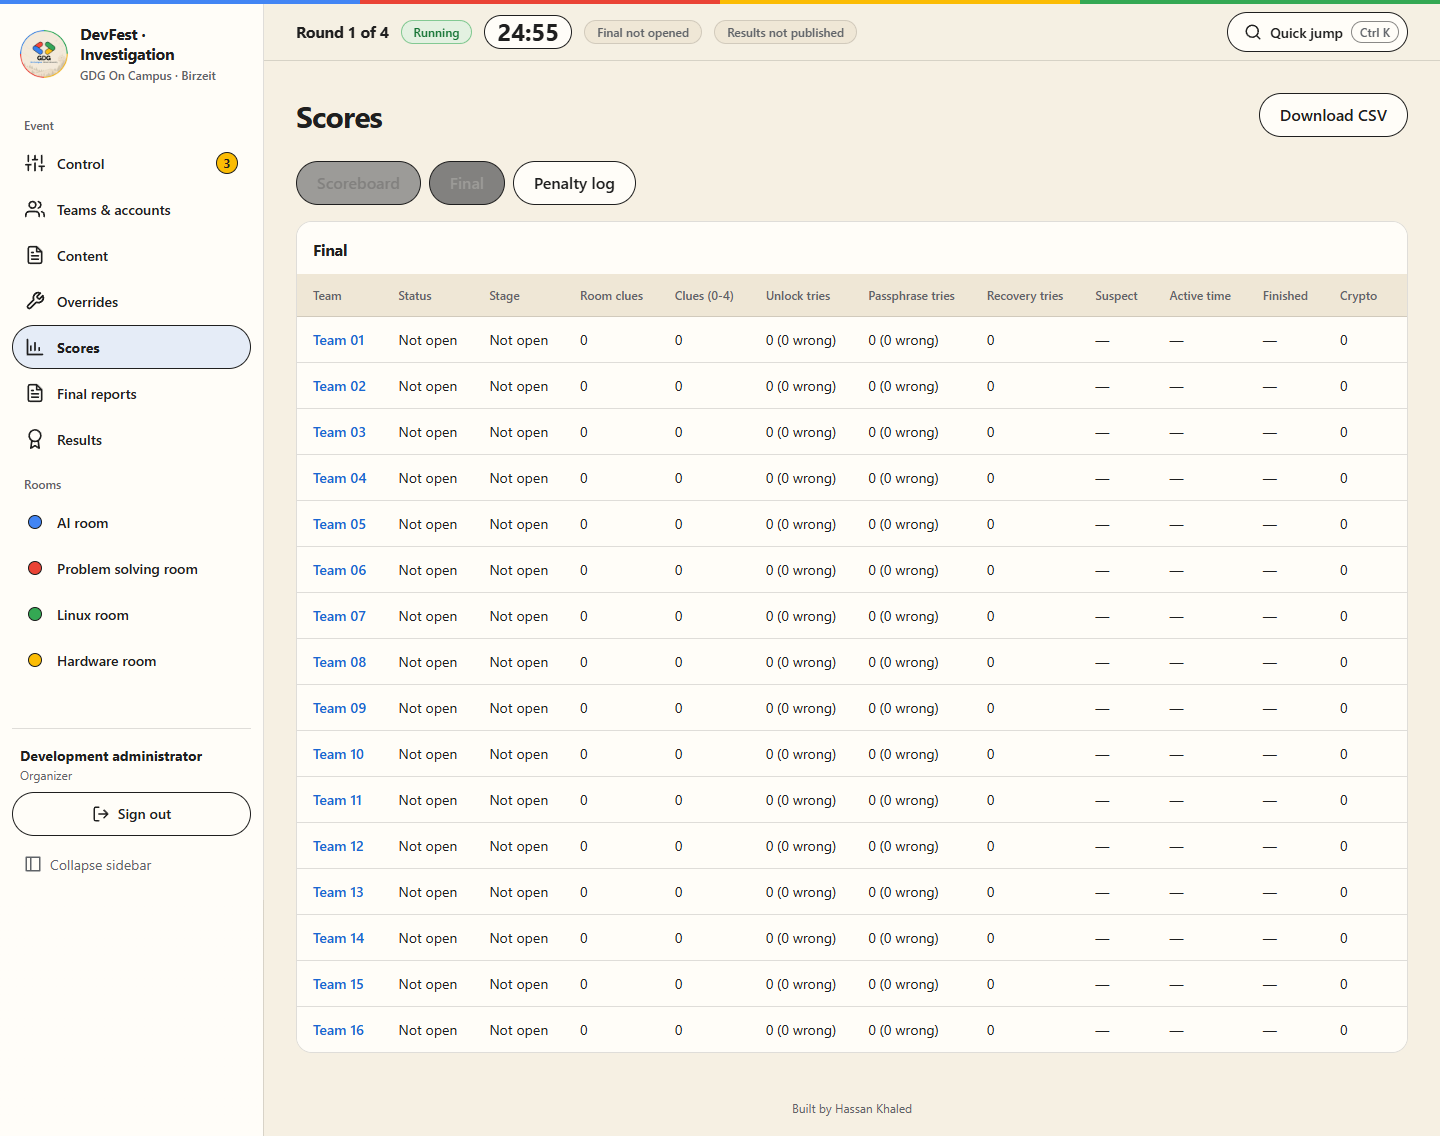 DevFest ·
Investigation
GDG On Campus · Birzeit
GDG
Event
Control
3
Teams & accounts
Content
Overrides
Scores
Final reports
Results
Rooms
AI room
Problem solving room
Linux room
Hardware room
Development administrator
Organizer
Sign out
Collapse sidebar
Round 1 of 4
Running
24:55
Final not opened
Results not published
Quick jump
Ctrl K
Scores
Download CSV
Scoreboard
Final
Penalty log
Final
Team Status Stage Room clues Clues (0-4) Unlock tries Passphrase tries Recovery tries Suspect Active time Finished Crypto
Team 01 Not open Not open 0 0 0 (0 wrong) 0 (0 wrong) 0 — — — 0
Team 02 Not open Not open 0 0 0 (0 wrong) 0 (0 wrong) 0 — — — 0
Team 03 Not open Not open 0 0 0 (0 wrong) 0 (0 wrong) 0 — — — 0
Team 04 Not open Not open 0 0 0 (0 wrong) 0 (0 wrong) 0 — — — 0
Team 05 Not open Not open 0 0 0 (0 wrong) 0 (0 wrong) 0 — — — 0
Team 06 Not open Not open 0 0 0 (0 wrong) 0 (0 wrong) 0 — — — 0
Team 07 Not open Not open 0 0 0 (0 wrong) 0 (0 wrong) 0 — — — 0
Team 08 Not open Not open 0 0 0 (0 wrong) 0 (0 wrong) 0 — — — 0
Team 09 Not open Not open 0 0 0 (0 wrong) 0 (0 wrong) 0 — — — 0
Team 10 Not open Not open 0 0 0 (0 wrong) 0 (0 wrong) 0 — — — 0
Team 11 Not open Not open 0 0 0 (0 wrong) 0 (0 wrong) 0 — — — 0
Team 12 Not open Not open 0 0 0 (0 wrong) 0 (0 wrong) 0 — — — 0
Team 13 Not open Not open 0 0 0 (0 wrong) 0 (0 wrong) 0 — — — 0
Team 14 Not open Not open 0 0 0 (0 wrong) 0 (0 wrong) 0 — — — 0
Team 15 Not open Not open 0 0 0 (0 wrong) 0 (0 wrong) 0 — — — 0
Team 16 Not open Not open 0 0 0 (0 wrong) 0 (0 wrong) 0 — — — 0
Built by Hassan Khaled